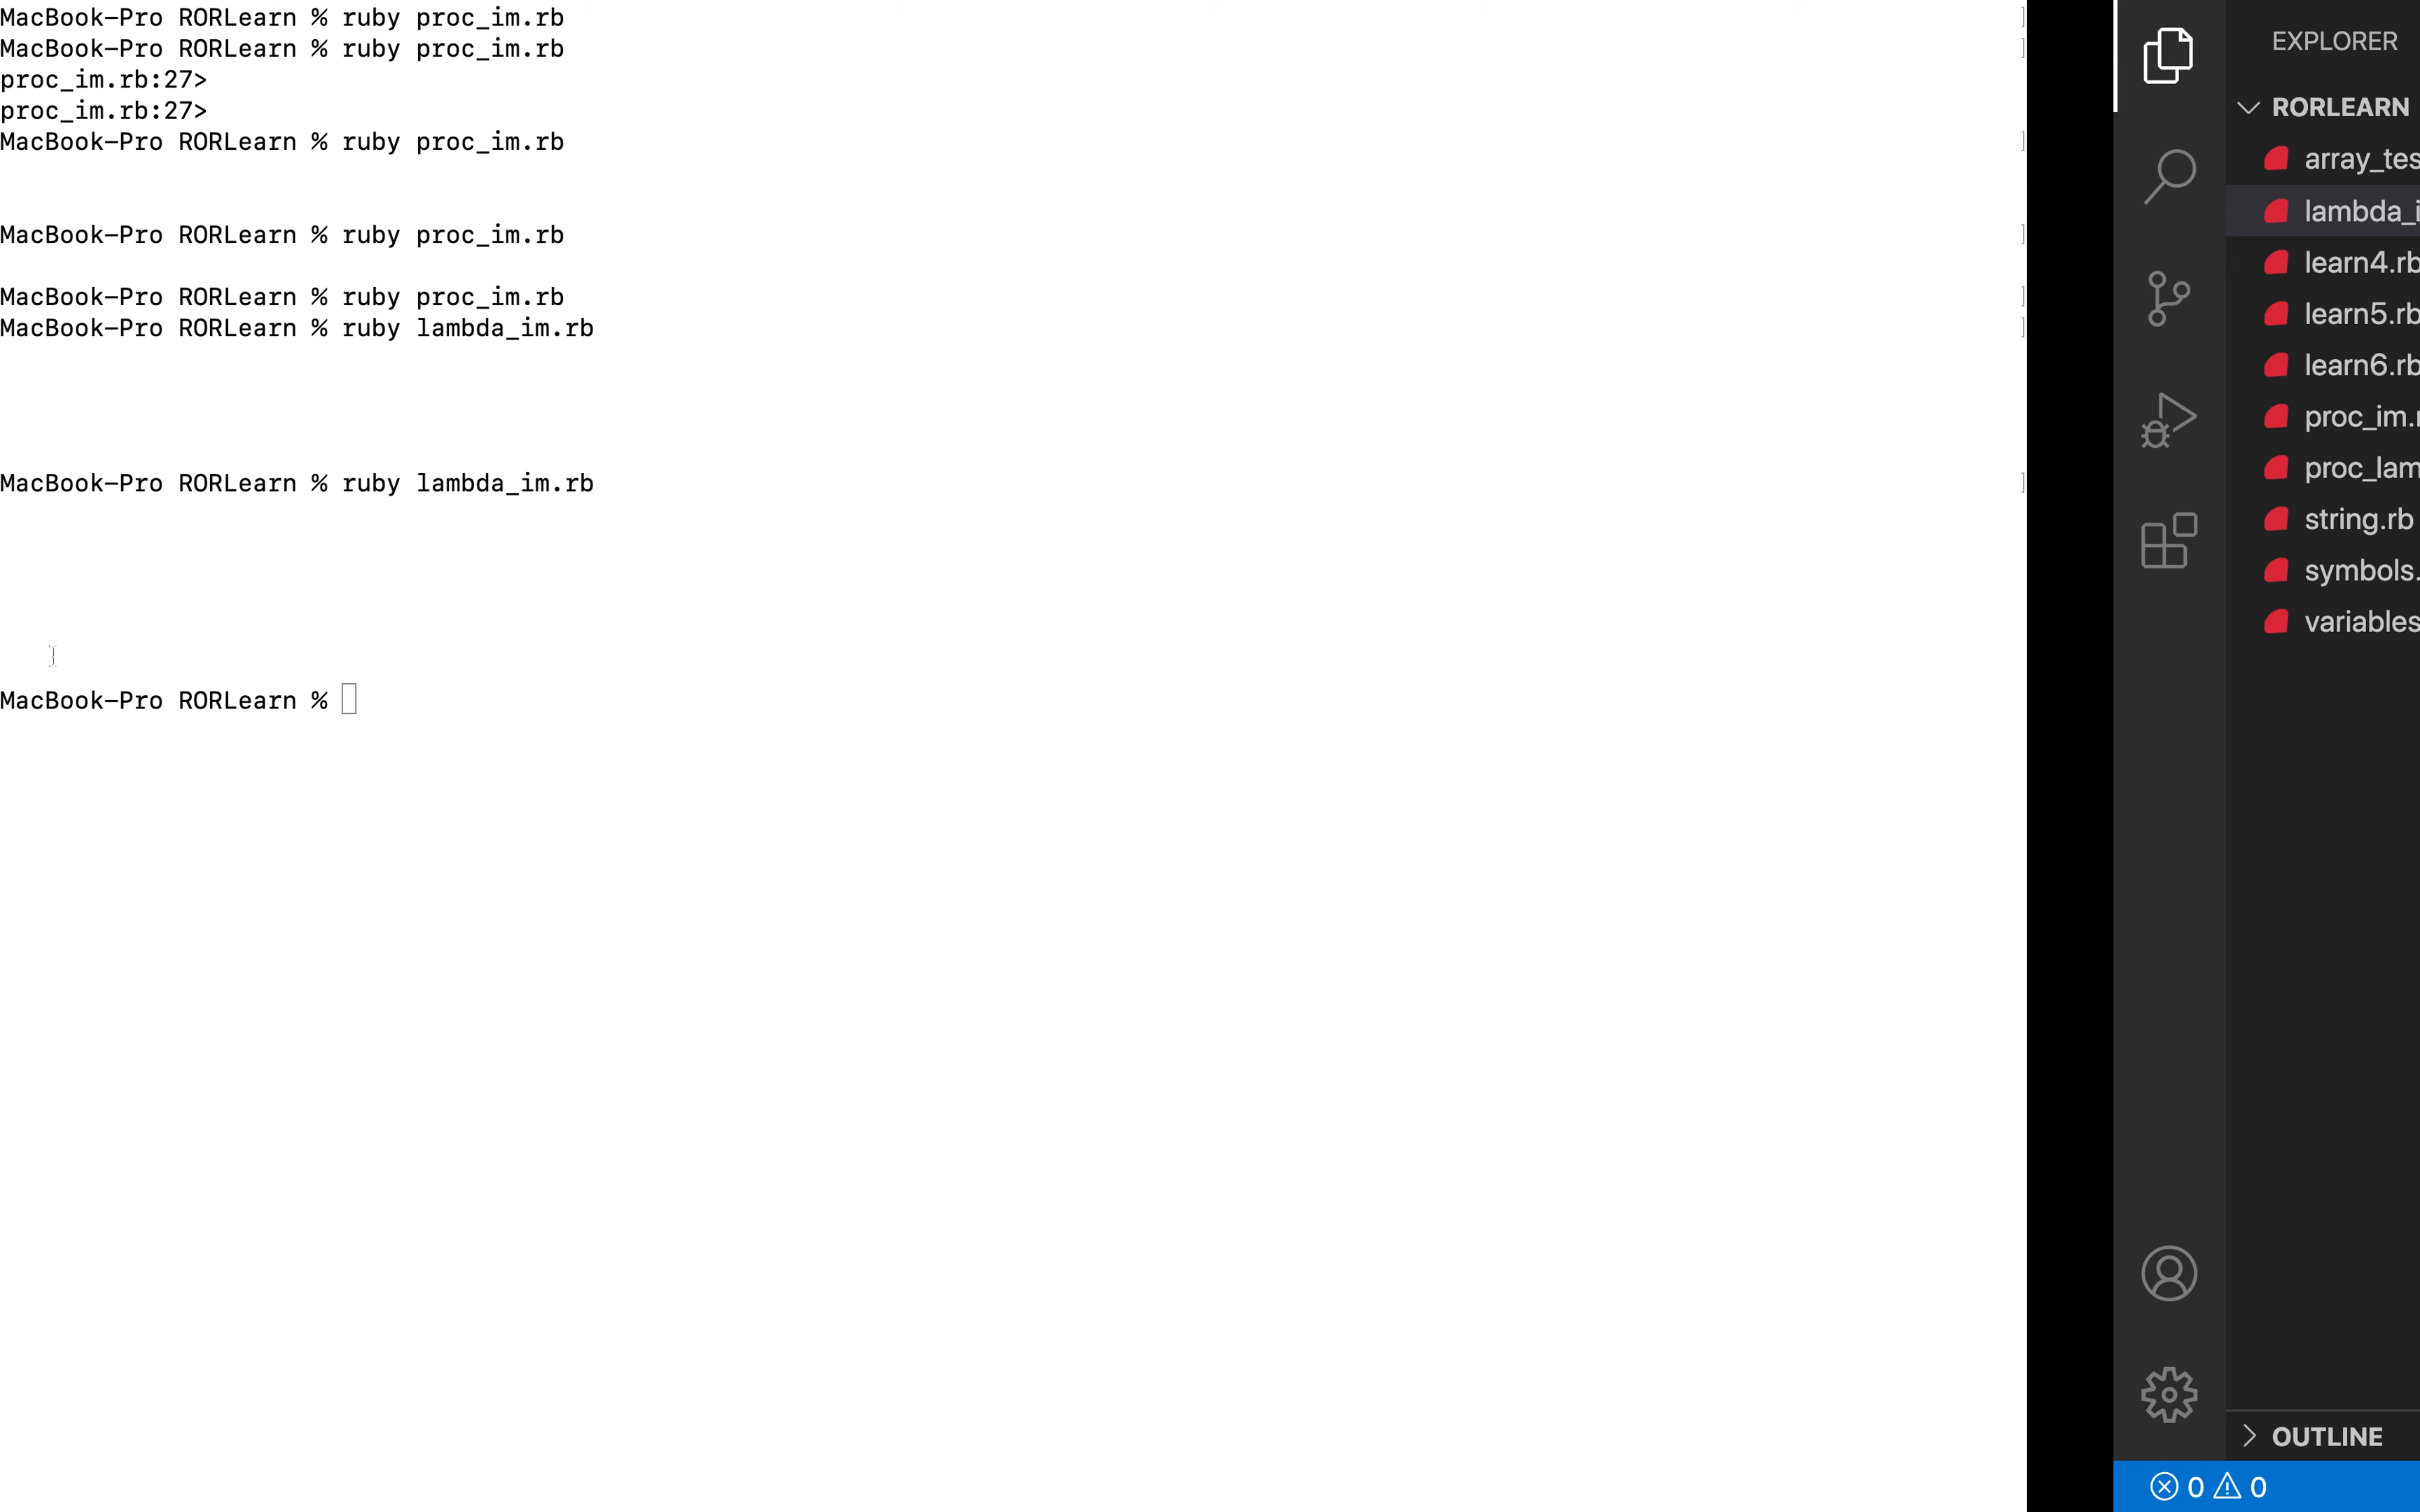 MacBook-Pro RORLearn % ruby proc_im.rb
MacBook-Pro RORLearn % ruby proc_im.rb
proc_im.rb:27>
proc_im.rb:27>
MacBook-Pro RORLearn % ruby proc_im.rb
MacBook-Pro RORLearn % ruby proc_im.rb
MacBook-Pro RORLearn % ruby proc_im.rb
MacBook-Pro RORLearn % ruby lambda_im.rb
MacBook-Pro RORLearn % ruby lambda_im.rb
MacBook-Pro RORLearn %
EXPLORER
RORLEARN
array_tes
lambda_i
learn4.rb
learn5.rb
learn6.rb
proc_im.r
proc_lam
string.rb
symbols.
variables
OUTLINE
0 0